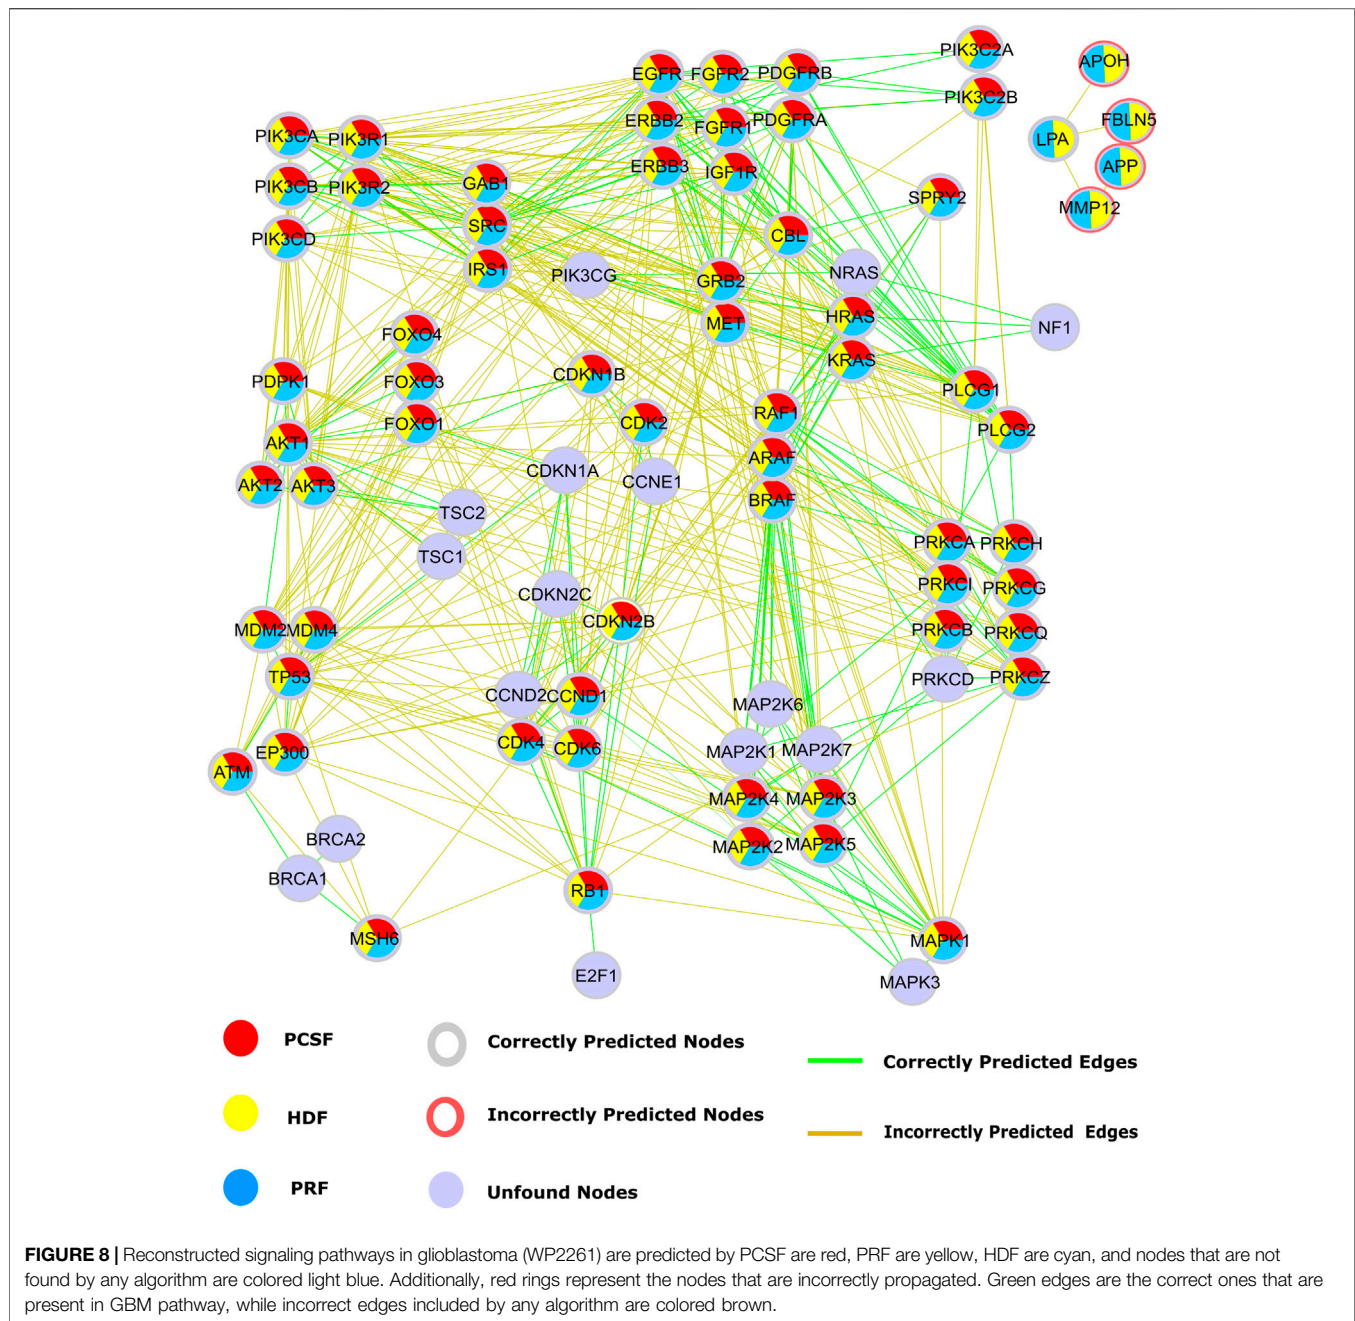 PIK3C2A
APOH
EGFR FGFR2 PDGFRB
PIK3C2B
ERBB2 FGFR1 PDGFRA
FBLN5
PIK3CA PIK3R1
LPA
ERBB3 IGF1R
APP
PIK3CB PIK3R2 GAB1
SPRY2
MMP12
SRC
PIK3CD
CBL
IRS1 PIK3CG GRB2 NRAS
MET HRAS
NF1
FOXO4
KRAS
PDPK1 FOXO3 CDKN1B
PLCG1
FOXO1 CDK2 RAF1
PLCG2
AKT1
ARAF
CDKN1A
AKT2 AKT3 CCNE1
BRAF
TSC2
PRKCA PRKCH
TSC1
PRKCI PRKCG
CDKN2C
CDKN2B
MDM2 MDM4
PRKCB PRKCQ
TP53
PRKCD PRKCZ
CCND2 CCND1
MAP2K6
CDK4 CDK6
EP300
MAP2K1 MAP2K7
ATM
MAP2K4 MAP2K3
BRCA2
MAP2K2 MAP2K5
BRCA1
RB1
MSH6
MAPK1
E2F1
MAPK3
PCSF
Correctly Predicted Nodes
Correctly Predicted Edges
HDF
Incorrectly Predicted Nodes
Incorrectly Predicted Edges
PRF
Unfound Nodes
FIGURE 8 | Reconstructed signaling pathways in glioblastoma (WP2261) are predicted by PCSF are red, PRF are yellow, HDF are cyan, and nodes that are not
found by any algorithm are colored light blue. Additionally, red rings represent the nodes that are incorrectly propagated. Green edges are the correct ones that are
present in GBM pathway, while incorrect edges included by any algorithm are colored brown.